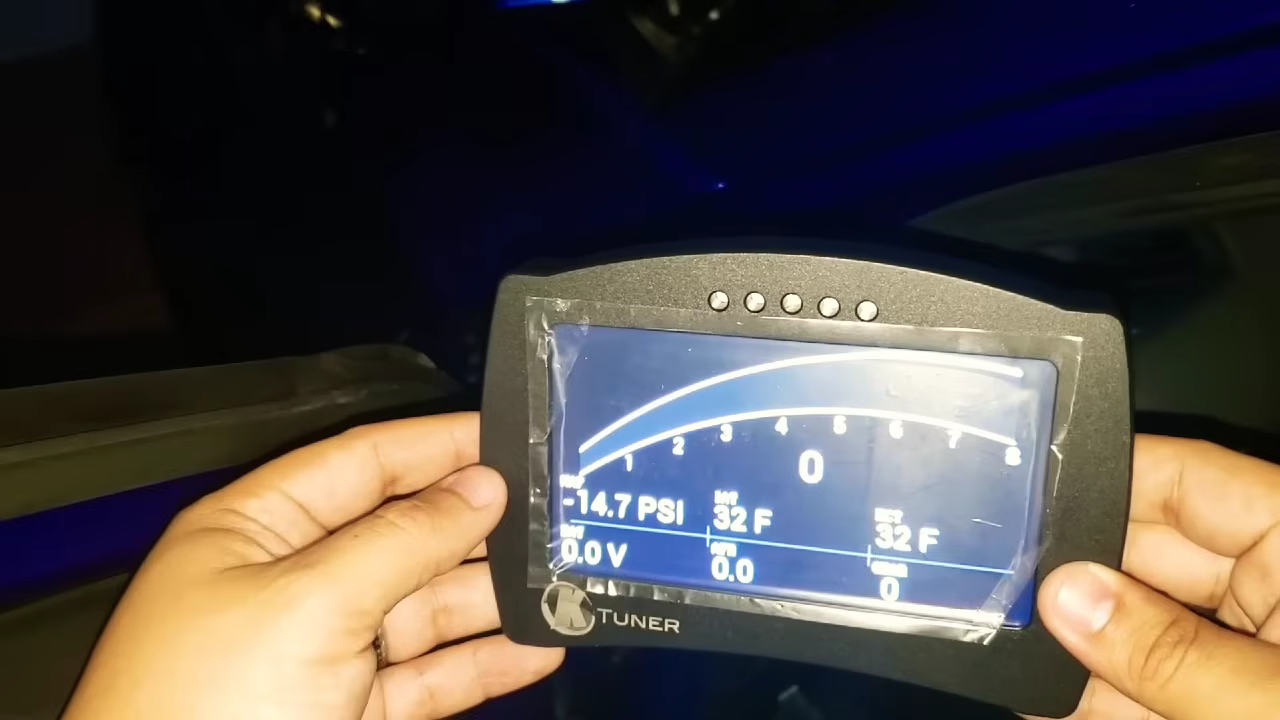 1 2 3 4 5 6 7 8
0
-14.7 PSI
32 F
32 F
0.0 V
0.0
0
K TUNER